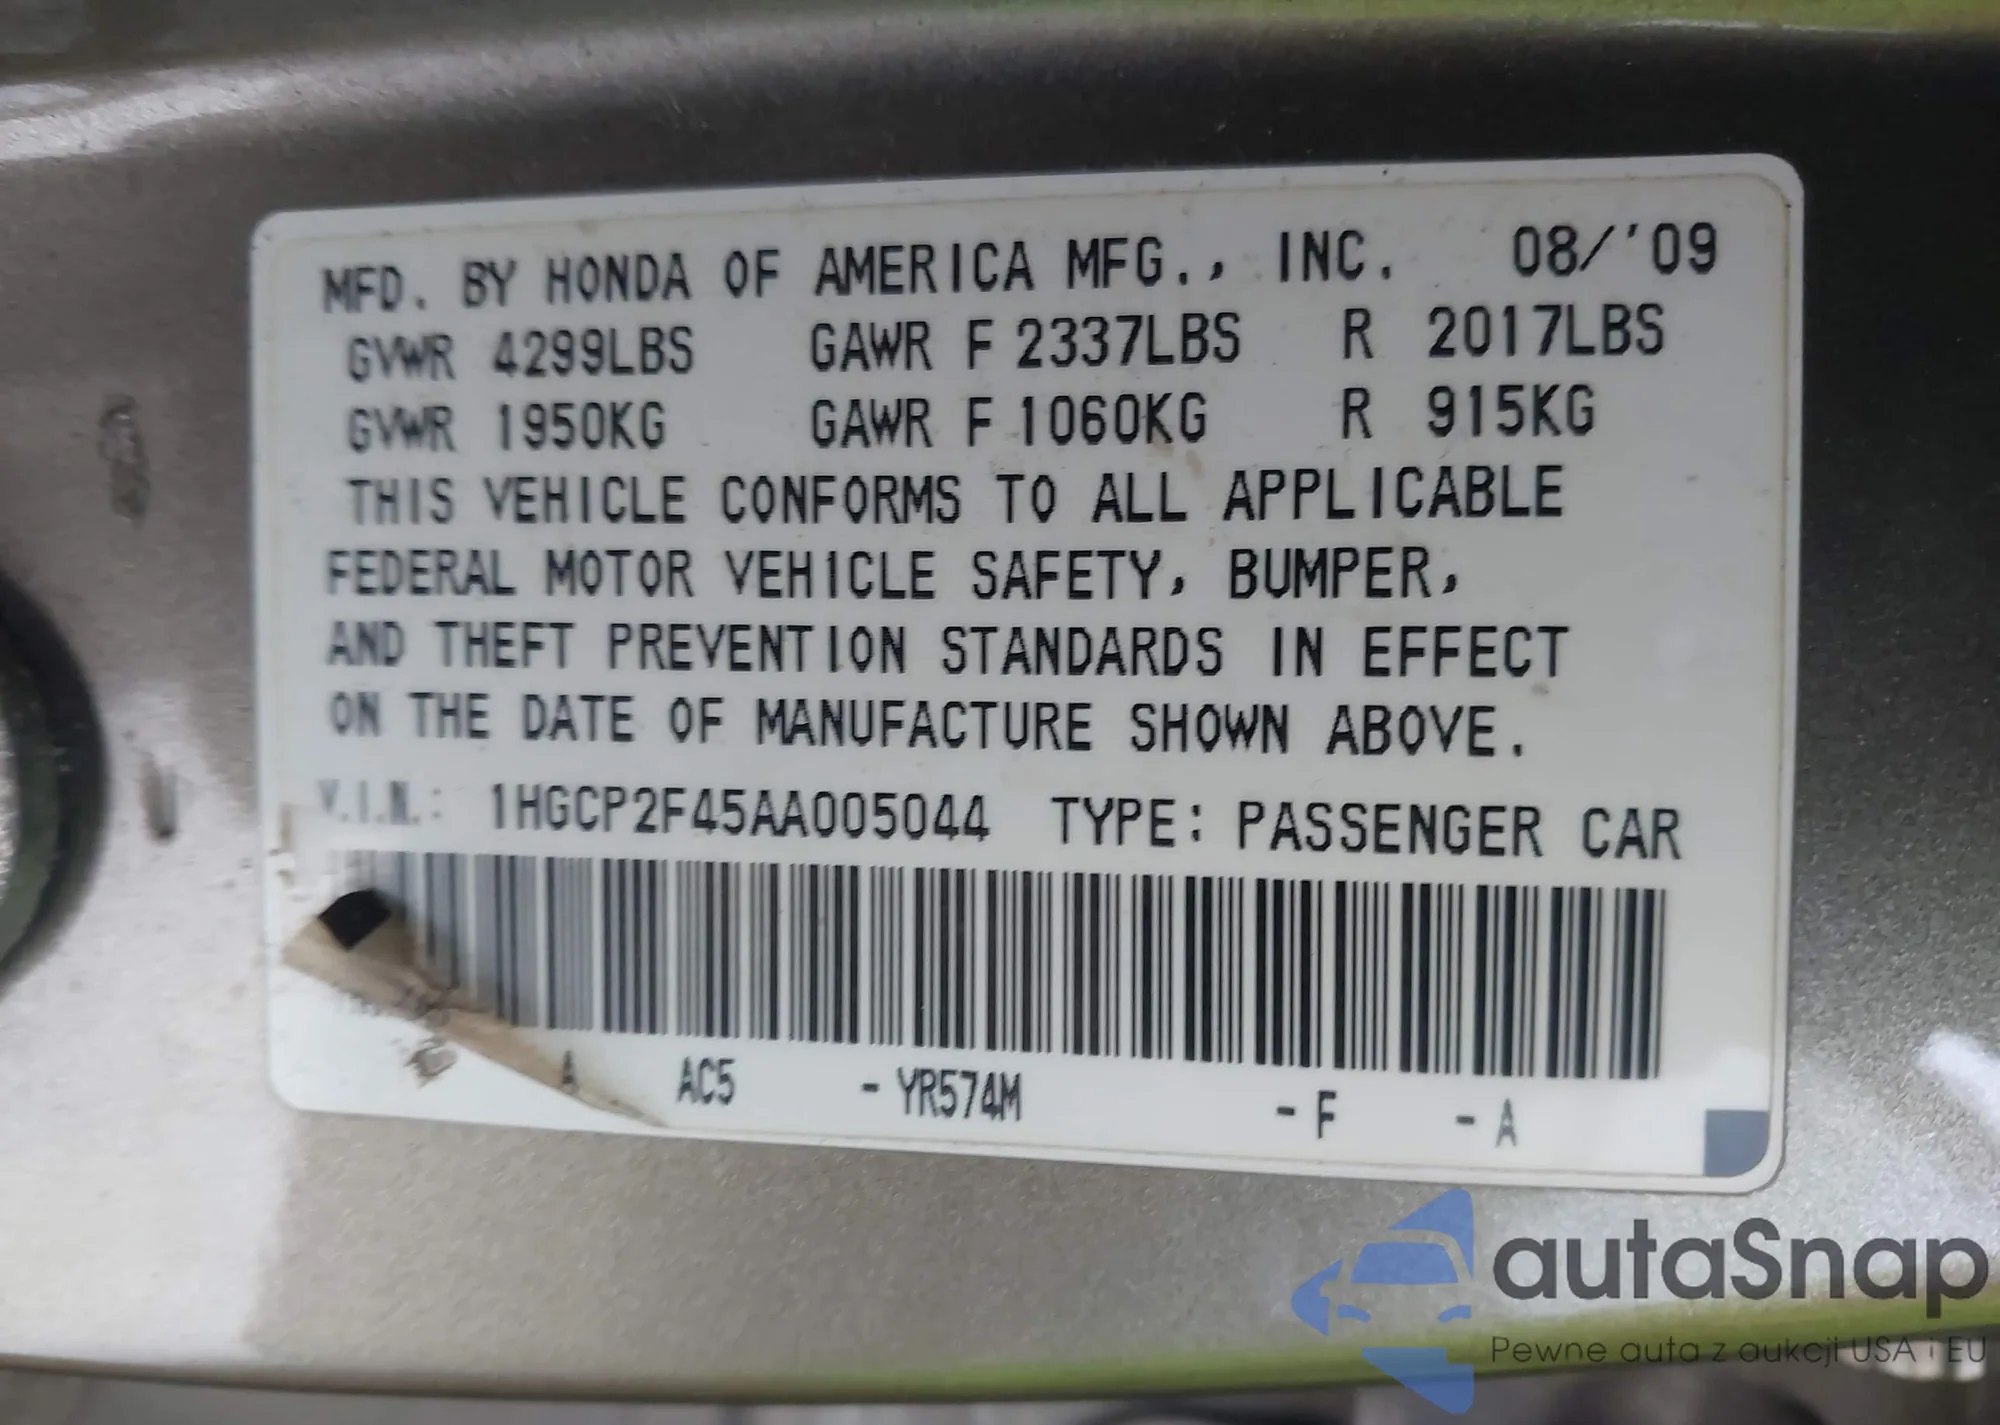 MFD. BY HONDA OF AMERICA MFG., INC. 08/'09
GVWR 4299LBS GAWR F 2337LBS R 2017LBS
GVWR 1950KG GAWR F 1060KG R 915KG
THIS VEHICLE CONFORMS TO ALL APPLICABLE
FEDERAL MOTOR VEHICLE SAFETY, BUMPER,
AND THEFT PREVENTION STANDARDS IN EFFECT
ON THE DATE OF MANUFACTURE SHOWN ABOVE.
V.I.N.: 1HGCP2F45AA005044 TYPE: PASSENGER CAR
A AC5 - YR574M - F - A
autaSnap
Pewne auta z aukcji USA i EU